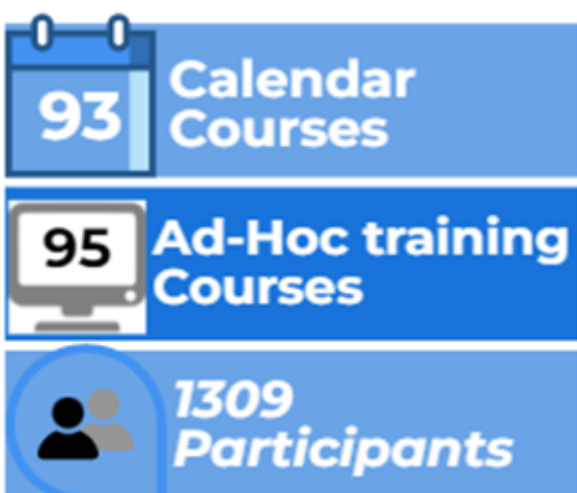 93
Calendar
Courses
95
Ad-Hoc training
Courses
1309
Participants